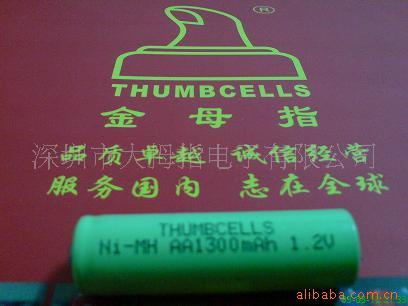 ®
THUMBCELLS
金母指
深圳市大拇指电子有限公司
品质卓越 诚信经营
服务国内 志在全球
THUMBCELLS
Ni-MH AA1300mAh 1.2V
alibaba.com.cn